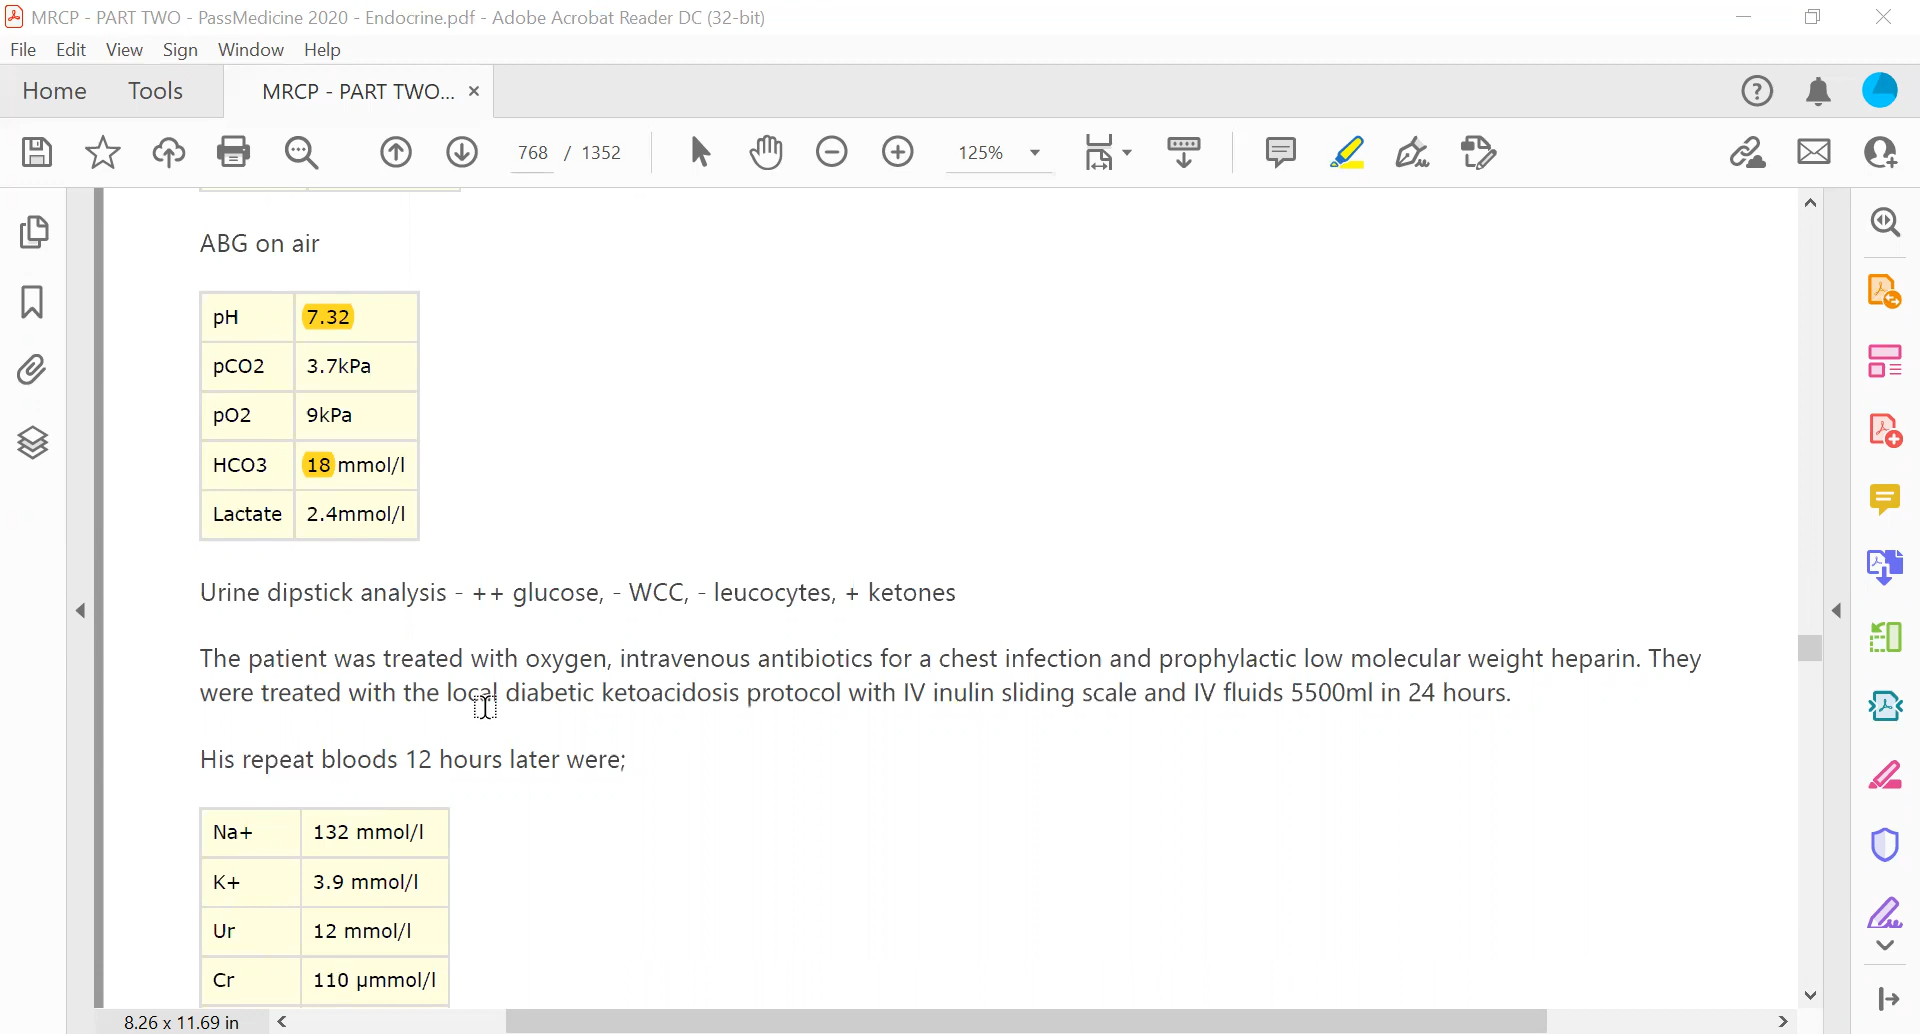 MRCP - PART TWO - PassMedicine 2020 - Endocrine.pdf - Adobe Acrobat Reader DC (32-bit)
File Edit View Sign Window Help
Home Tools MRCP - PART TWO... ×
768 / 1352 125%
ABG on air
pH 7.32
pCO2 3.7kPa
pO2 9kPa
HCO3 18 mmol/l
Lactate 2.4mmol/l
Urine dipstick analysis - ++ glucose, - WCC, - leucocytes, + ketones
The patient was treated with oxygen, intravenous antibiotics for a chest infection and prophylactic low molecular weight heparin. They
were treated with the local diabetic ketoacidosis protocol with IV inulin sliding scale and IV fluids 5500ml in 24 hours.
His repeat bloods 12 hours later were;
Na+ 132 mmol/l
K+ 3.9 mmol/l
Ur 12 mmol/l
Cr 110 µmmol/l
8.26 x 11.69 in